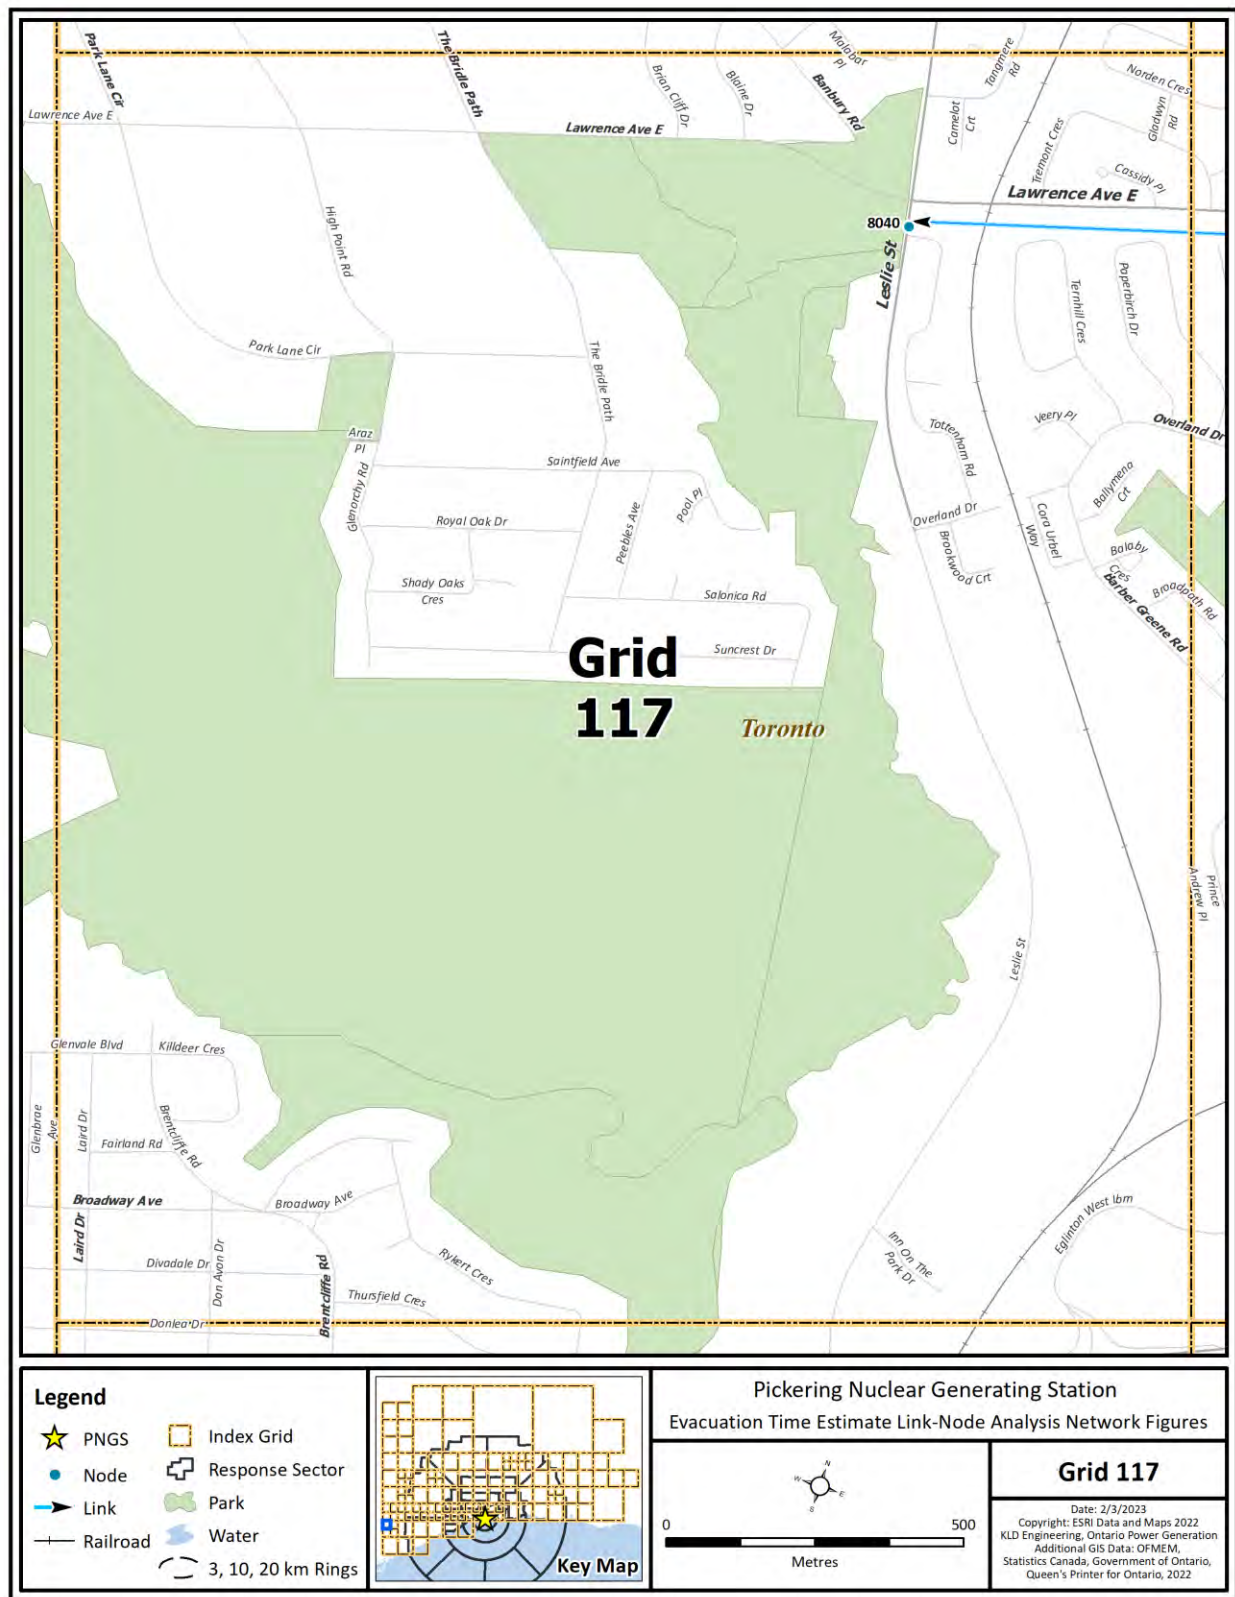 Park Lane Cir
The Bridle Path
Malabar
Pl
Tangmere
Rd
Norden Cres
Brian Cliff Dr
Blaine Dr
Banbury Rd
Camelot
Crt
Gladwyn
Rd
Lawrence Ave E
Lawrence Ave E
Tremont Cres
Cassidy Pl
Lawrence Ave E
8040
High Point Rd
Leslie St
Ternhill Cres
Paperbirch Dr
Park Lane Cir
The Bridle Path
Araz
Pl
Veery Pl
Overland Dr
Tottenham Rd
Saintfield Ave
Glenorchy Rd
Ballymena
Crt
Pool Pl
Royal Oak Dr
Peebles Ave
Overland Dr
Cora Urbel
Way
Brookwood Crt
Balaby
Cres
Shady Oaks
Cres
Salonica Rd
Barber Greene Rd
Broadpath Rd
Suncrest Dr
Grid
117
Toronto
Prince
Andrew Pl
Leslie St
Glenvale Blvd
Killdeer Cres
Glenbrae
Ave
Laird Dr
Brentcliffe Rd
Fairland Rd
Broadway Ave
Broadway Ave
Laird Dr
Divadale Dr
Don Avon Dr
Rykert Cres
Inn On The
Park Dr
Eglinton West lbm
Brentcliffe Rd
Thursfield Cres
Donlea Dr
Legend
PNGS
Node
Link
Railroad
Index Grid
Response Sector
Park
Water
3, 10, 20 km Rings
Key Map
Pickering Nuclear Generating Station
Evacuation Time Estimate Link-Node Analysis Network Figures
N
W
E
S
0
500
Metres
Grid 117
Date: 2/3/2023
Copyright: ESRI Data and Maps 2022
KLD Engineering, Ontario Power Generation
Additional GIS Data: OFMEM,
Statistics Canada, Government of Ontario,
Queen's Printer for Ontario, 2022